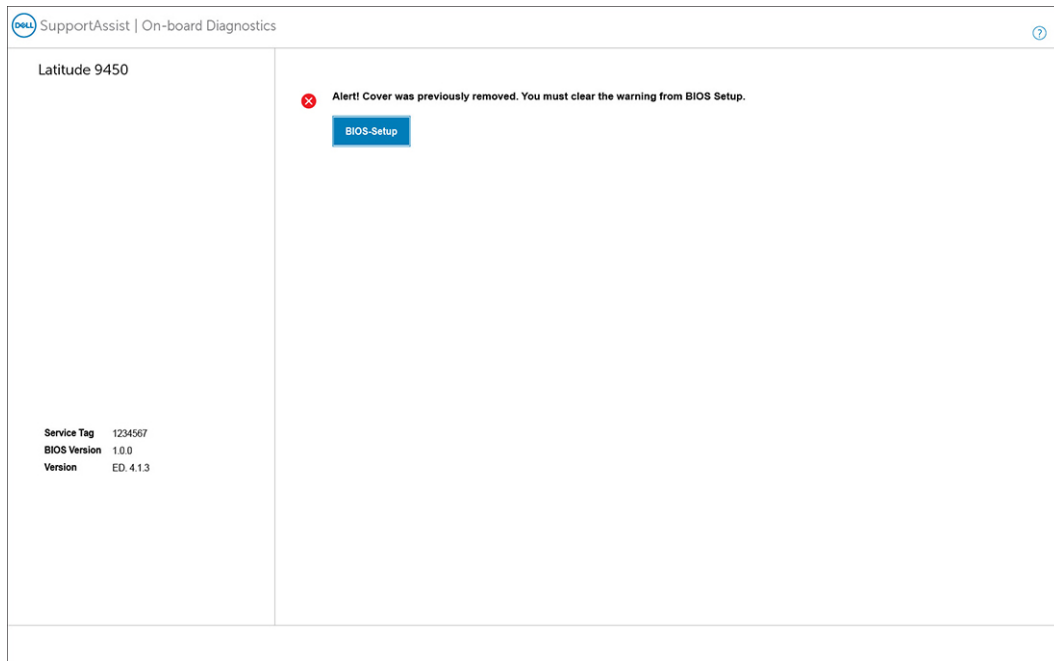 DELL SupportAssist | On-board Diagnostics
?
Latitude 9450
Alert! Cover was previously removed. You must clear the warning from BIOS Setup.
BIOS-Setup
Service Tag 1234567
BIOS Version 1.0.0
Version ED. 4.1.3